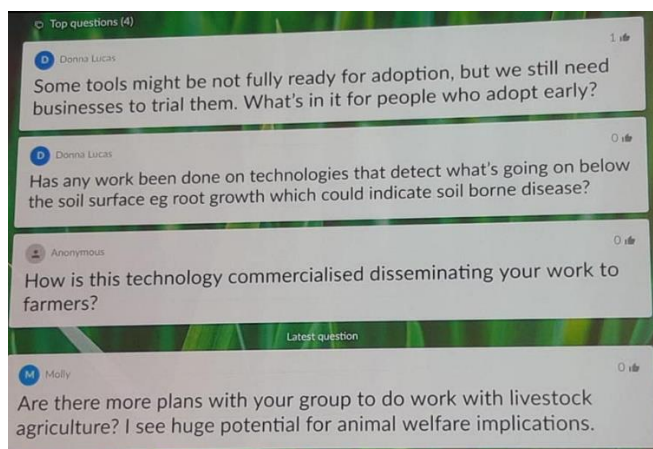 Top questions (4)
D Donna Lucas
1
Some tools might be not fully ready for adoption, but we still need
businesses to trial them. What's in it for people who adopt early?
D Donna Lucas
0
Has any work been done on technologies that detect what's going on below
the soil surface eg root growth which could indicate soil borne disease?
Anonymous
0
How is this technology commercialised disseminating your work to
farmers?
Latest question
M Molly
0
Are there more plans with your group to do work with livestock
agriculture? I see huge potential for animal welfare implications.